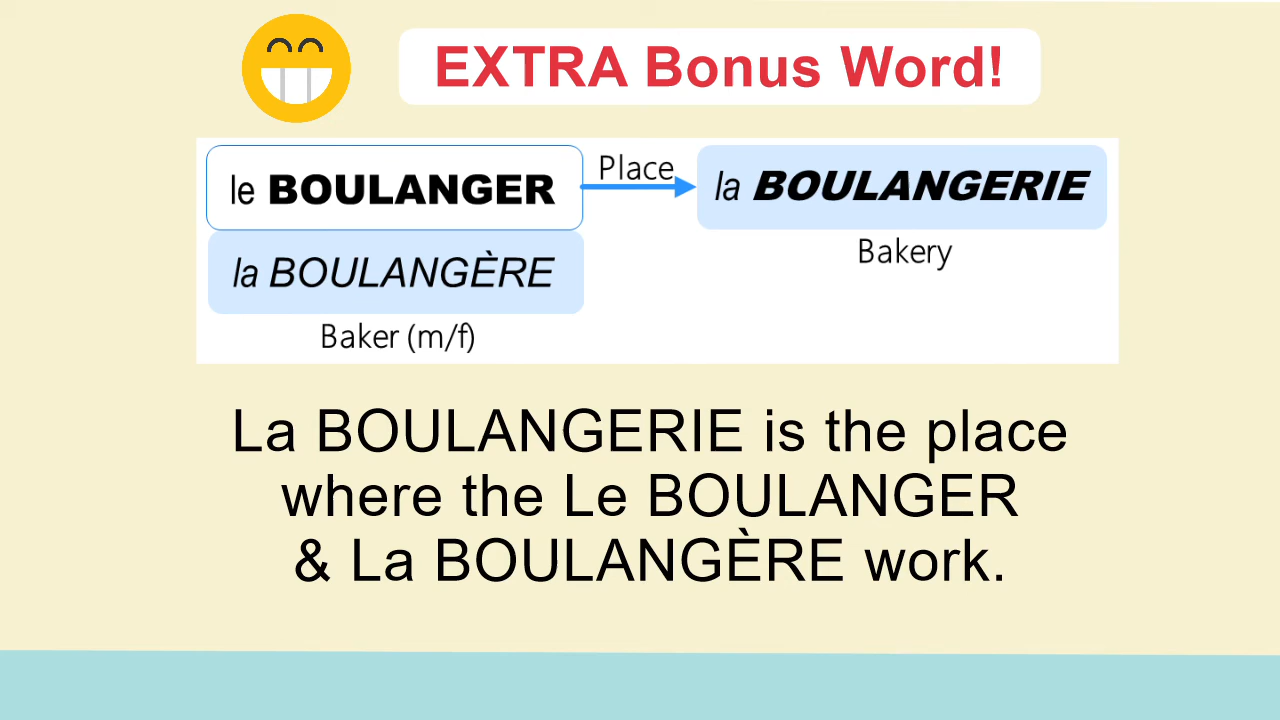 EXTRA Bonus Word!
le BOULANGER
Place
la BOULANGERIE
la BOULANGÈRE
Bakery
Baker (m/f)
La BOULANGERIE is the place
where the Le BOULANGER
& La BOULANGÈRE work.